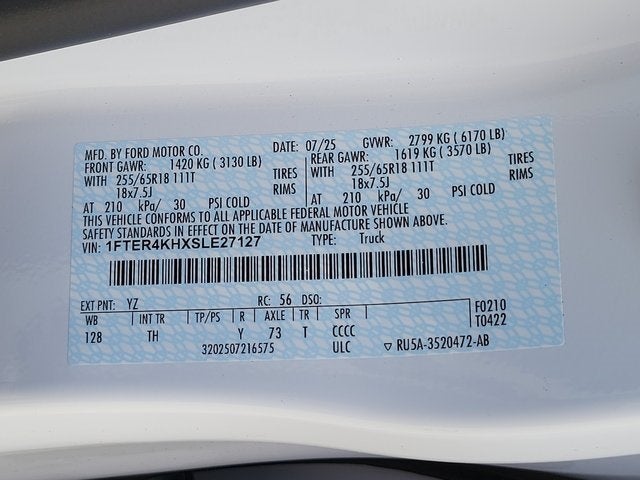 MFD. BY FORD MOTOR CO.
DATE: 07/25 GVWR: 2799 KG ( 6170 LB)
FRONT GAWR: 1420 KG ( 3130 LB)
WITH 255/65R18 111T TIRES
18x7.5J RIMS
AT 210 kPa/ 30 PSI COLD
REAR GAWR: 1619 KG ( 3570 LB)
WITH 255/65R18 111T TIRES
18x7.5J RIMS
AT 210 kPa/ 30 PSI COLD
THIS VEHICLE CONFORMS TO ALL APPLICABLE FEDERAL MOTOR VEHICLE
SAFETY STANDARDS IN EFFECT ON THE DATE OF MANUFACTURE SHOWN ABOVE.
VIN: 1FTER4KHXSLE27127 TYPE: Truck
EXT PNT: YZ RC: 56 DSO:
WB INT TR TP/PS R AXLE TR SPR
128 TH Y 73 T CCCC
F0210
T0422
3202507216575 ULC ▽ RU5A-3520472-AB